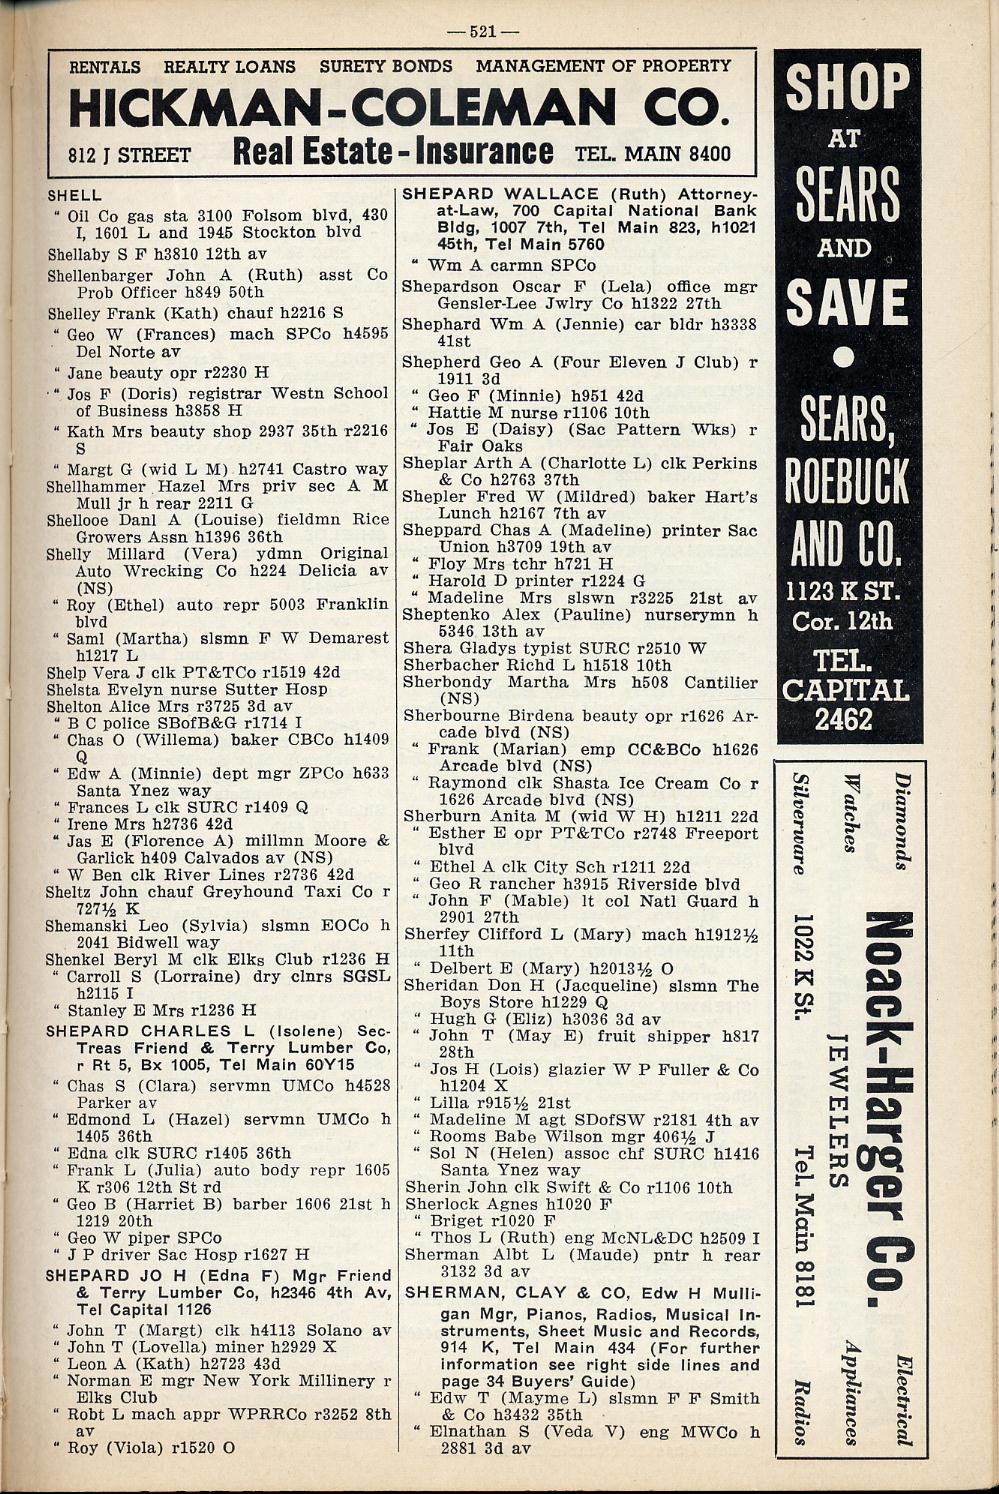 — 521 —
RENTALS REALTY LOANS SURETY BONDS MANAGEMENT OF PROPERTY
HICKMAN-COLEMAN CO.
812 J STREET Real Estate - Insurance TEL. MAIN 8400
SHELL
" Oil Co gas sta 3100 Folsom blvd, 430
I, 1601 L and 1945 Stockton blvd
Shellaby S F h3810 12th av
Shellenbarger John A (Ruth) asst Co
Prob Officer h849 50th
Shelley Frank (Kath) chauf h2216 S
" Geo W (Frances) mach SPCo h4595
Del Norte av
" Jane beauty opr r2230 H
" Jos F (Doris) registrar Westn School
of Business h3858 H
" Kath Mrs beauty shop 2937 35th r2216
S
" Margt G (wid L M) h2741 Castro way
Shellhammer Hazel Mrs priv sec A M
Mull jr h rear 2211 G
Shellooe Danl A (Louise) fieldmn Rice
Growers Assn h1396 36th
Shelly Millard (Vera) ydmn Original
Auto Wrecking Co h224 Delicia av
(NS)
" Roy (Ethel) auto repr 5003 Franklin
blvd
" Saml (Martha) slsmn F W Demarest
h1217 L
Shelp Vera J clk PT&TCo r1519 42d
Shelsta Evelyn nurse Sutter Hosp
Shelton Alice Mrs r3725 3d av
" B C police SBofB&G r1714 I
" Chas O (Willema) baker CBCo h1409
Q
" Edw A (Minnie) dept mgr ZPCo h633
Santa Ynez way
" Frances L clk SURC r1409 Q
" Irene Mrs h2736 42d
" Jas E (Florence A) millmn Moore &
Garlick h409 Calvados av (NS)
" W Ben clk River Lines r2736 42d
Sheltz John chauf Greyhound Taxi Co r
727½ K
Shemanski Leo (Sylvia) slsmn EOCo h
2041 Bidwell way
Shenkel Beryl M clk Elks Club r1236 H
" Carroll S (Lorraine) dry clnrs SGSL
h2115 I
" Stanley E Mrs r1236 H
SHEPARD CHARLES L (Isolene) Sec-
Treas Friend & Terry Lumber Co,
r Rt 5, Bx 1005, Tel Main 60Y15
" Chas S (Clara) servmn UMCo h4528
Parker av
" Edmond L (Hazel) servmn UMCo h
1405 36th
" Edna clk SURC r1405 36th
" Frank L (Julia) auto body repr 1605
K r306 12th St rd
" Geo B (Harriet B) barber 1606 21st h
1219 20th
" Geo W piper SPCo
" J P driver Sac Hosp r1627 H
SHEPARD JO H (Edna F) Mgr Friend
& Terry Lumber Co, h2346 4th Av,
Tel Capital 1126
" John T (Margt) clk h4113 Solano av
" John T (Lovella) miner h2929 X
" Leon A (Kath) h2723 43d
" Norman E mgr New York Millinery r
Elks Club
" Robt L mach appr WPRRCo r3252 8th
av
" Roy (Viola) r1520 O
SHEPARD WALLACE (Ruth) Attorney-
at-Law, 700 Capital National Bank
Bldg, 1007 7th, Tel Main 823, h1021
45th, Tel Main 5760
" Wm A carmn SPCo
Shepardson Oscar F (Lela) office mgr
Gensler-Lee Jwlry Co h1322 27th
Shephard Wm A (Jennie) car bldr h3338
41st
Shepherd Geo A (Four Eleven J Club) r
1911 3d
" Geo F (Minnie) h951 42d
" Hattie M nurse r1106 10th
" Jos E (Daisy) (Sac Pattern Wks) r
Fair Oaks
Sheplar Arth A (Charlotte L) clk Perkins
& Co h2763 37th
Shepler Fred W (Mildred) baker Hart's
Lunch h2167 7th av
Sheppard Chas A (Madeline) printer Sac
Union h3709 19th av
" Floy Mrs tchr h721 H
" Harold D printer r1224 G
" Madeline Mrs slswn r3225 21st av
Sheptenko Alex (Pauline) nurserymn h
5346 13th av
Shera Gladys typist SURC r2510 W
Sherbacher Richd L h1518 10th
Sherbondy Martha Mrs h508 Cantilier
(NS)
Sherbourne Birdena beauty opr r1626 Ar-
cade blvd (NS)
" Frank (Marian) emp CC&BCo h1626
Arcade blvd (NS)
" Raymond clk Shasta Ice Cream Co r
1626 Arcade blvd (NS)
Sherburn Anita M (wid W H) h1211 22d
" Esther E opr PT&TCo r2748 Freeport
blvd
" Ethel A clk City Sch r1211 22d
" Geo R rancher h3915 Riverside blvd
" John F (Mable) lt col Natl Guard h
2901 27th
Sherfey Clifford L (Mary) mach h1912½
11th
" Delbert E (Mary) h2013½ O
Sheridan Don H (Jacqueline) slsmn The
Boys Store h1229 Q
" Hugh G (Eliz) h3036 3d av
" John T (May E) fruit shipper h817
28th
" Jos H (Lois) glazier W P Fuller & Co
h1204 X
" Lilla r915½ 21st
" Madeline M agt SDofSW r2181 4th av
" Rooms Babe Wilson mgr 406½ J
" Sol N (Helen) assoc chf SURC h1416
Santa Ynez way
Sherin John clk Swift & Co r1106 10th
Sherlock Agnes h1020 F
" Briget r1020 F
" Thos L (Ruth) eng McNL&DC h2509 I
Sherman Albt L (Maude) pntr h rear
3132 3d av
SHERMAN, CLAY & CO, Edw H Mulli-
gan Mgr, Pianos, Radios, Musical In-
struments, Sheet Music and Records,
914 K, Tel Main 434 (For further
information see right side lines and
page 34 Buyers' Guide)
" Edw T (Mayme L) slsmn F F Smith
& Co h3432 35th
" Elnathan S (Veda V) eng MWCo h
2881 3d av
SHOP
AT
SEARS
AND
SAVE
SEARS,
ROEBUCK
AND CO.
1123 K ST.
Cor. 12th
TEL.
CAPITAL
2462
Diamonds Noack-Harger Co. Electrical
Watches JEWELERS Appliances
Silverware 1022 K St. Tel. Main 8181 Radios